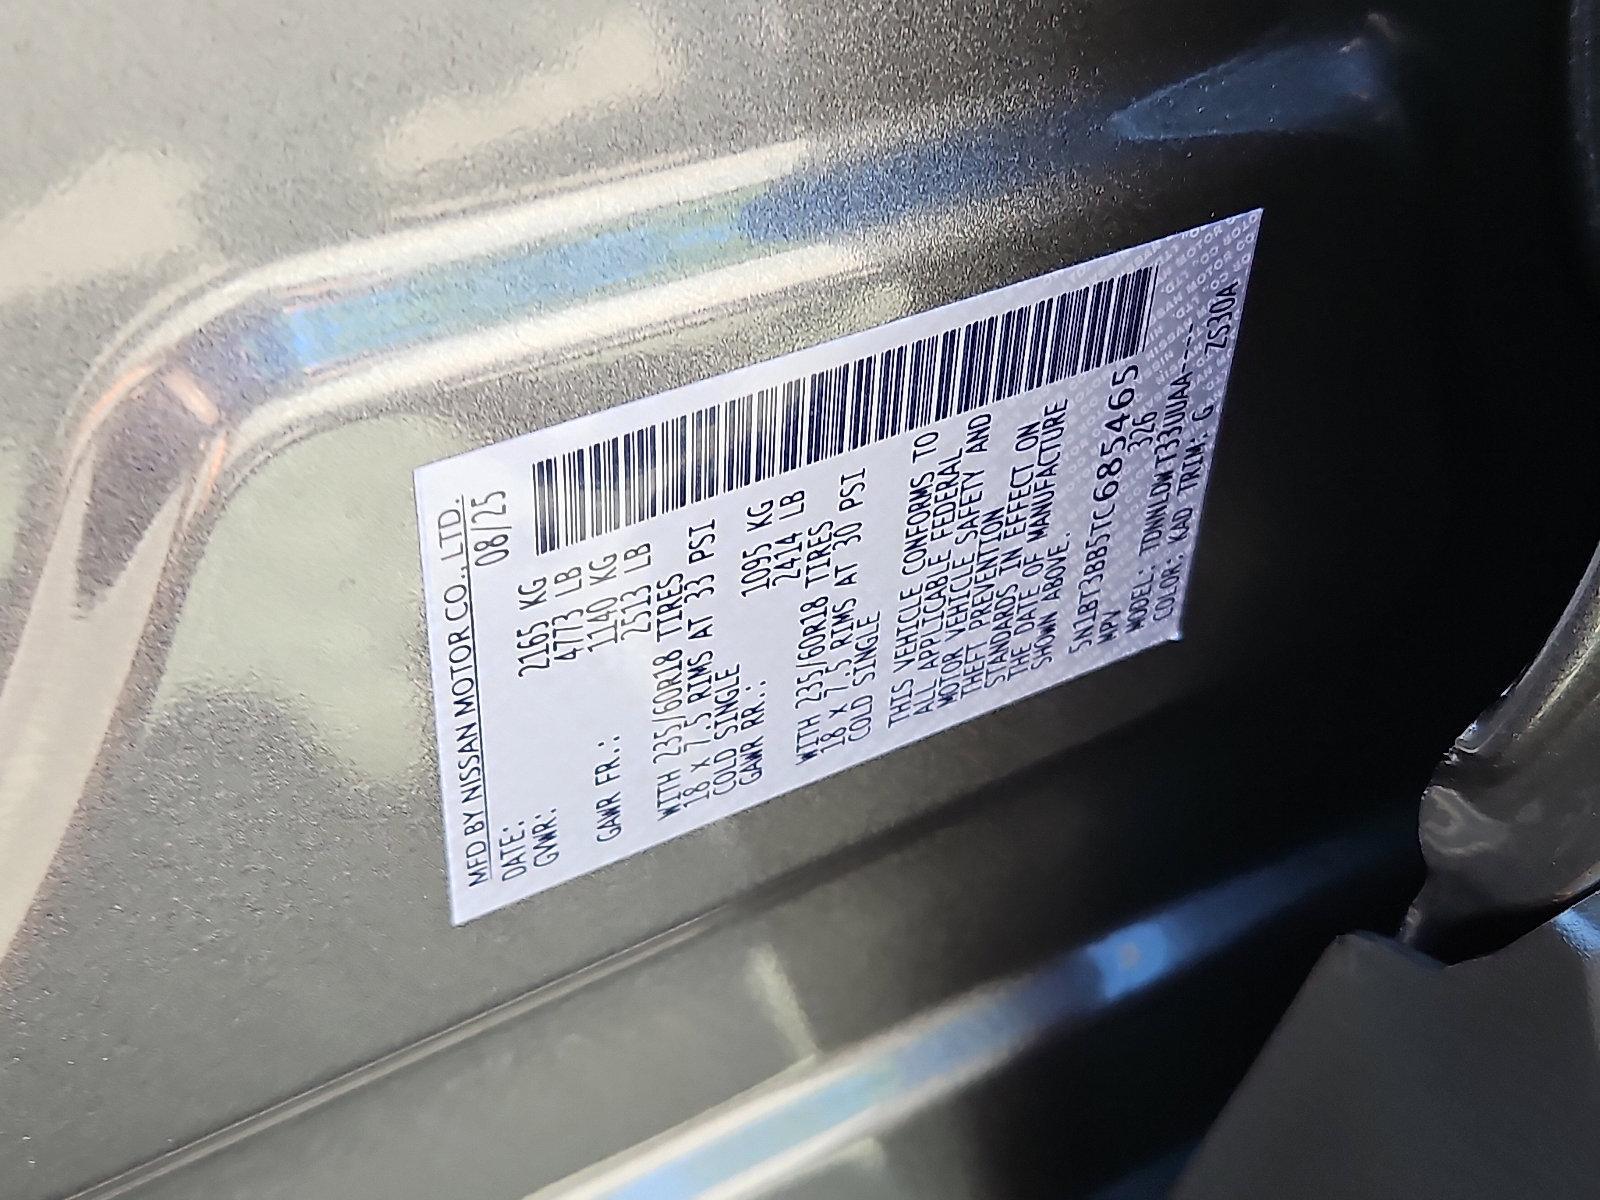 MFD BY NISSAN MOTOR CO., LTD.
DATE: 08/25
GVWR: 2165 KG
4773 LB
GAWR FR.: 1140 KG
2513 LB
WITH 235/60R18 TIRES
18 x 7.5 RIMS AT 33 PSI
COLD SINGLE
GAWR RR.: 1095 KG
2414 LB
WITH 235/60R18 TIRES
18 x 7.5 RIMS AT 30 PSI
COLD SINGLE
THIS VEHICLE CONFORMS TO
ALL APPLICABLE FEDERAL
MOTOR VEHICLE SAFETY AND
THEFT PREVENTION
STANDARDS IN EFFECT ON
THE DATE OF MANUFACTURE
SHOWN ABOVE.
5N1BT3BB5TC685465
MPV 326
MODEL: TDNNLDWT33UUAA-----
COLOR: KAD TRIM: G ZS30A